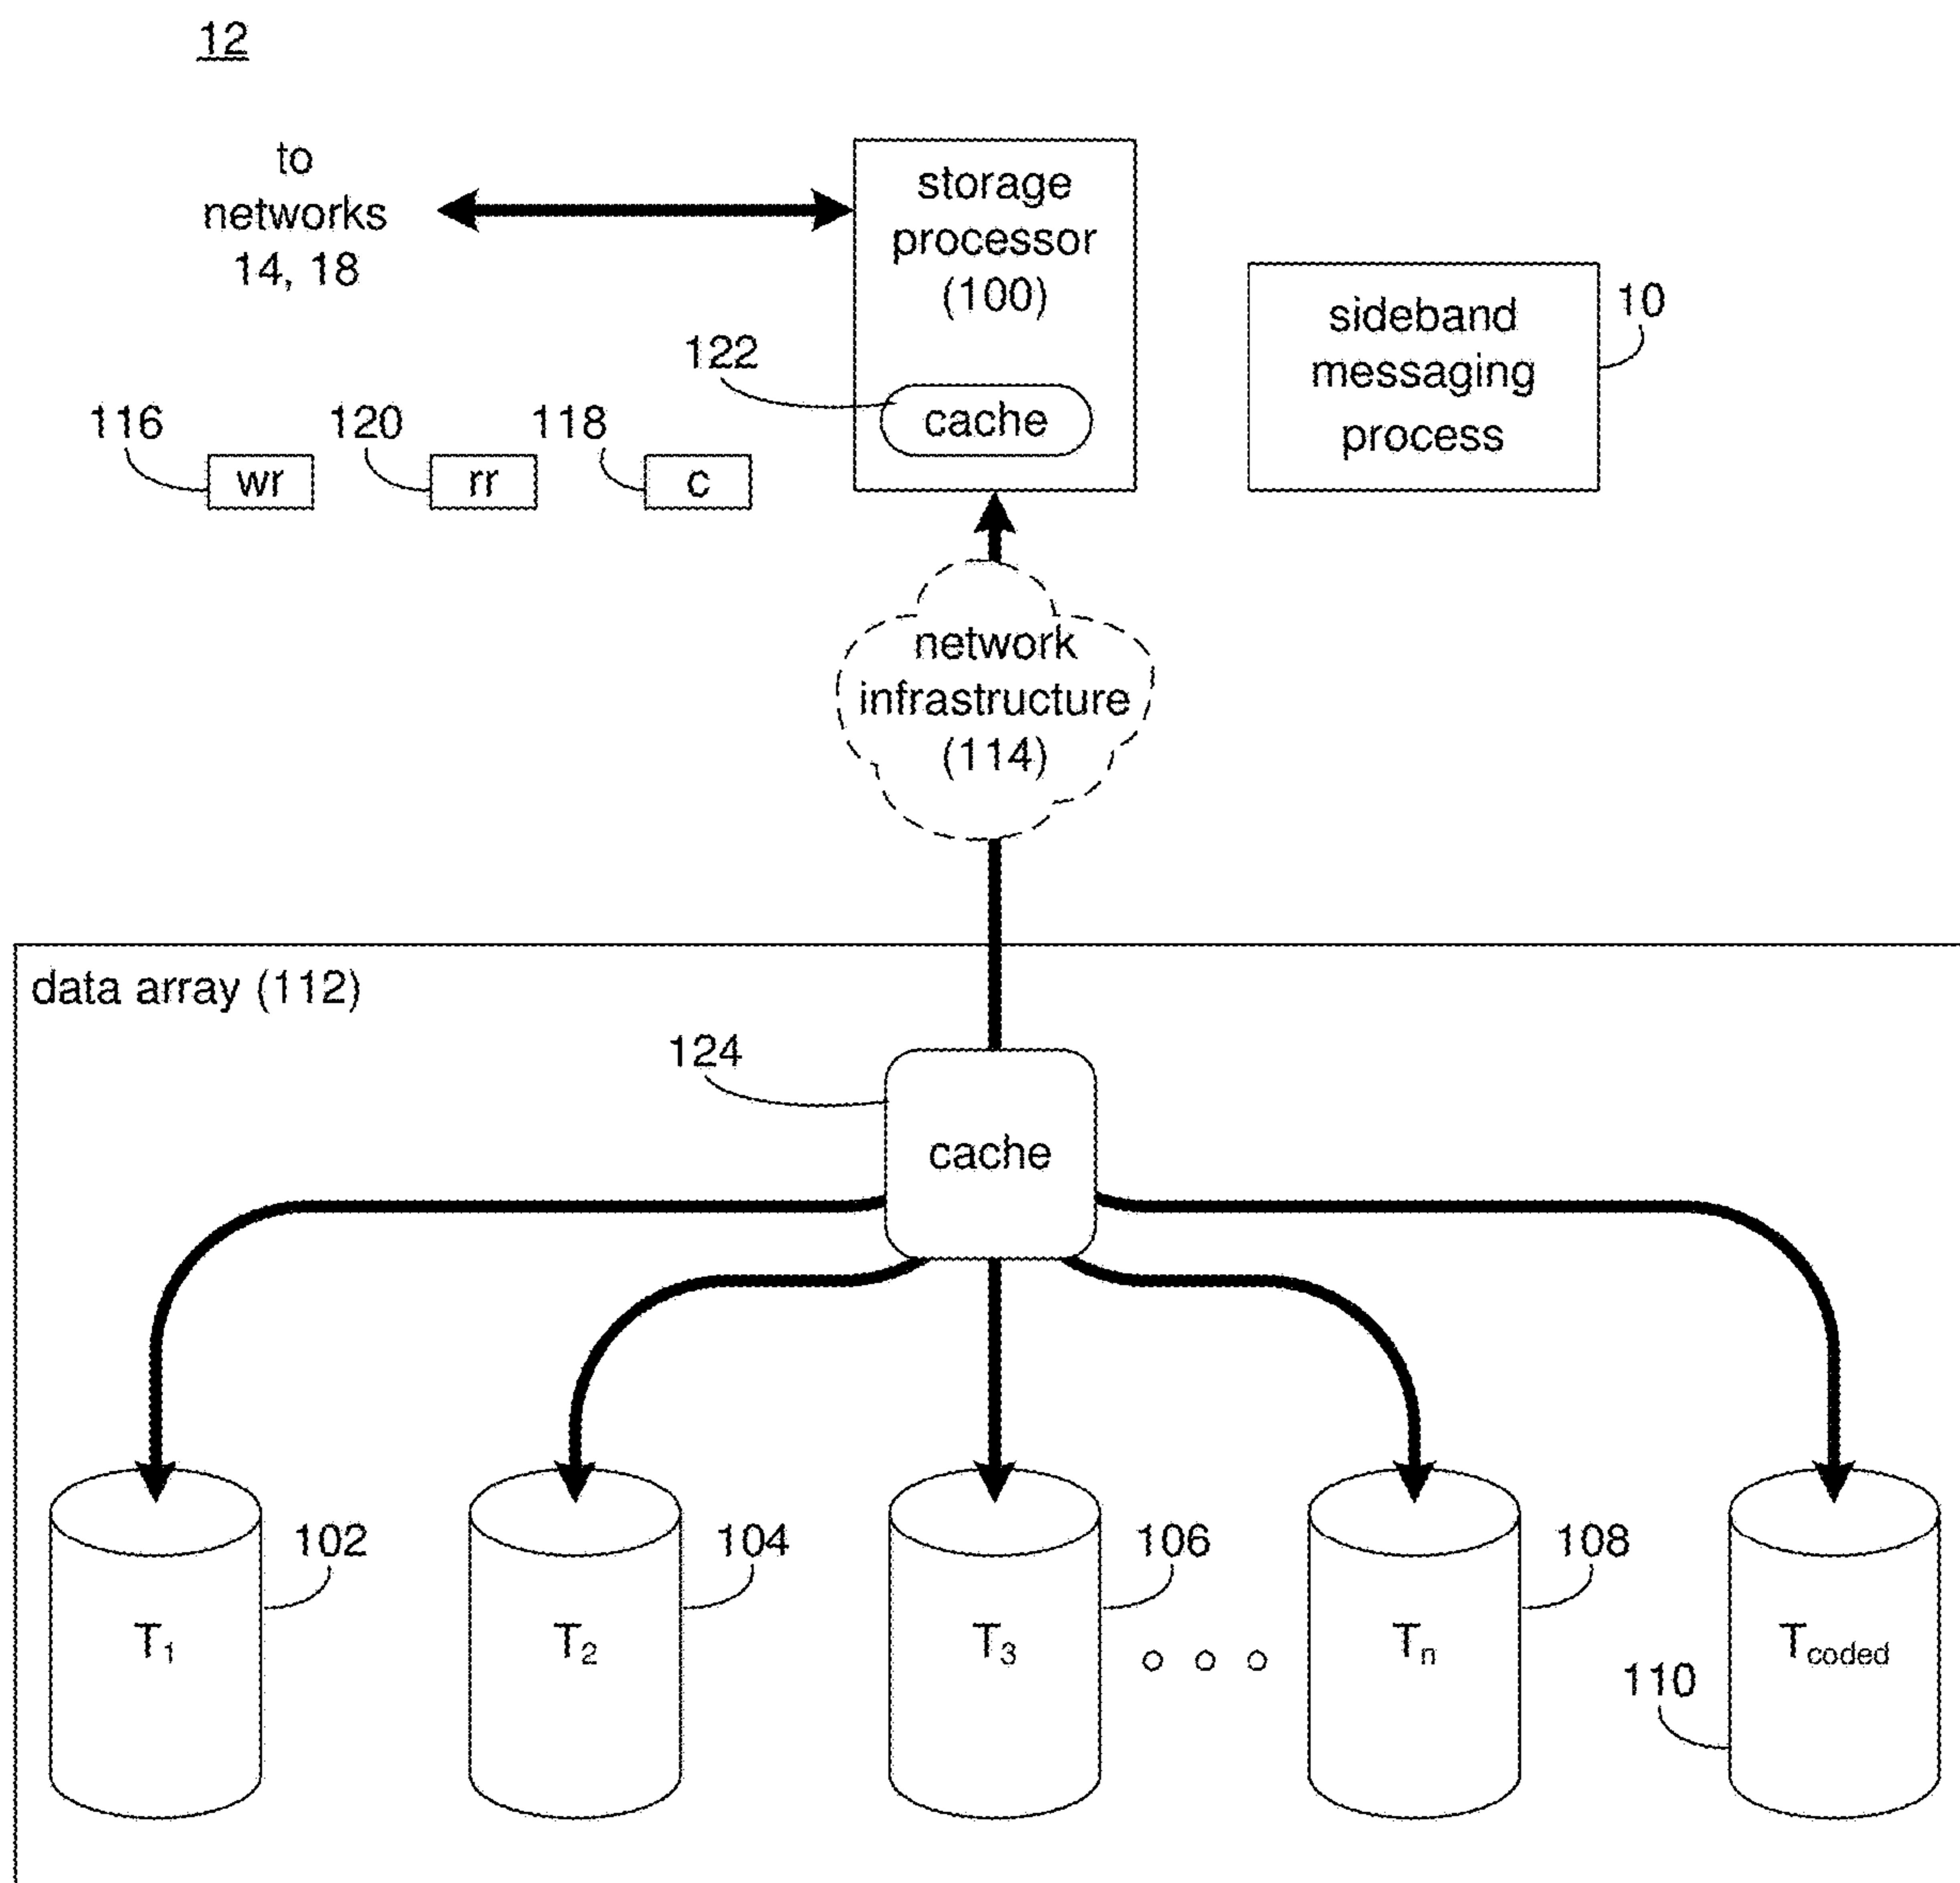 12
to
networks
14, 18
storage
processor
(100)
122
cache
sideband
messaging
process
10
116
wr
120
rr
118
c
network
infrastructure
(114)
data array (112)
124
cache
102
T1
104
T2
106
T3
108
Tn
110
Tcoded